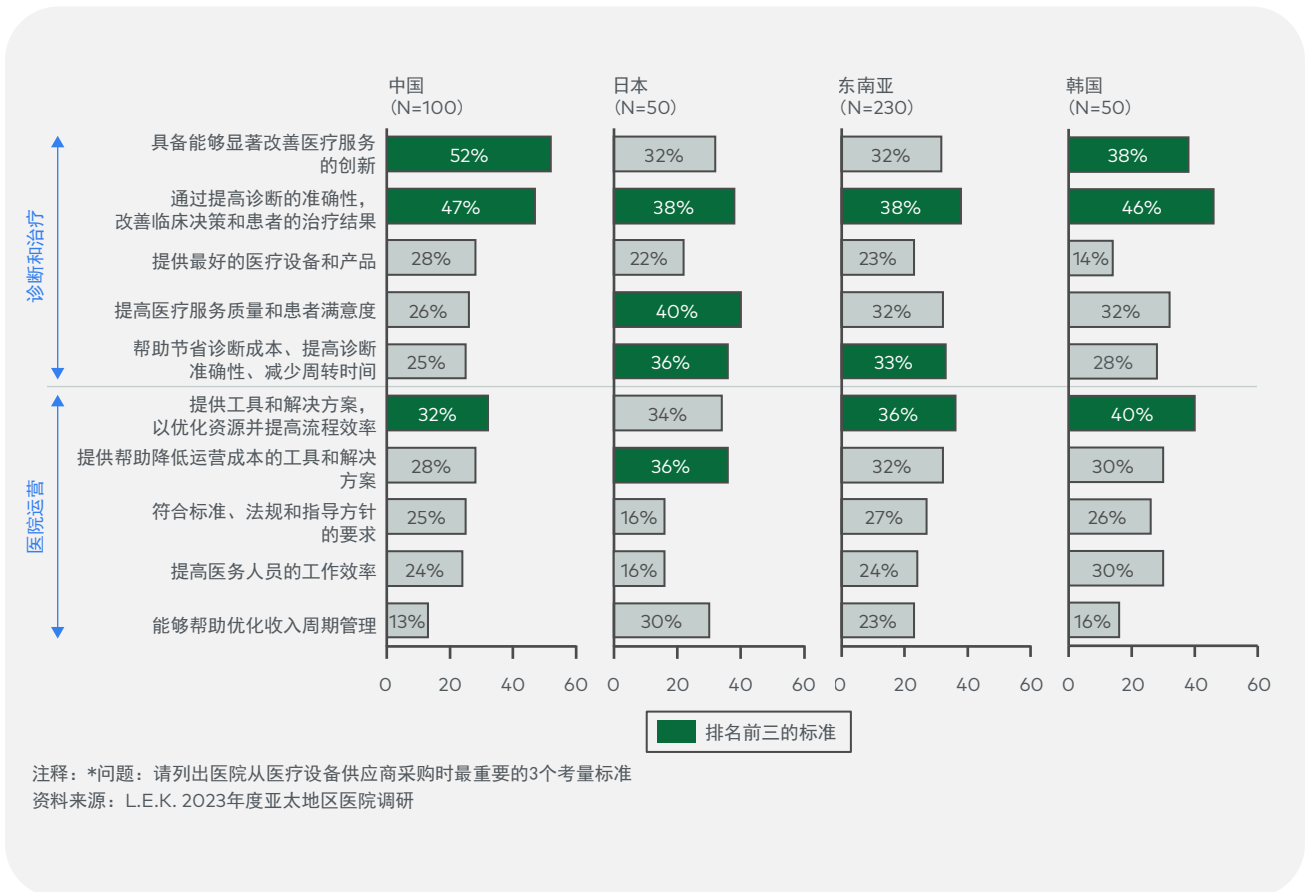 中国
(N=100)
日本
(N=50)
东南亚
(N=230)
韩国
(N=50)
诊断和治疗
具备能够显著改善医疗服务
的创新
52%
32%
32%
38%
通过提高诊断的准确性，
改善临床决策和患者的治疗结果
47%
38%
38%
46%
提供最好的医疗设备和产品
28%
22%
23%
14%
提高医疗服务质量和患者满意度
26%
40%
32%
32%
帮助节省诊断成本、提高诊断
准确性、减少周转时间
25%
36%
33%
28%
医院运营
提供工具和解决方案，
以优化资源并提高流程效率
32%
34%
36%
40%
提供帮助降低运营成本的工具和解决
方案
28%
36%
32%
30%
符合标准、法规和指导方针
的要求
25%
16%
27%
26%
提高医务人员的工作效率
24%
16%
24%
30%
能够帮助优化收入周期管理
13%
30%
23%
16%
0 20 40 60
0 20 40 60
0 20 40 60
0 20 40 60
排名前三的标准
注释：*问题：请列出医院从医疗设备供应商采购时最重要的3个考量标准
资料来源：L.E.K. 2023年度亚太地区医院调研